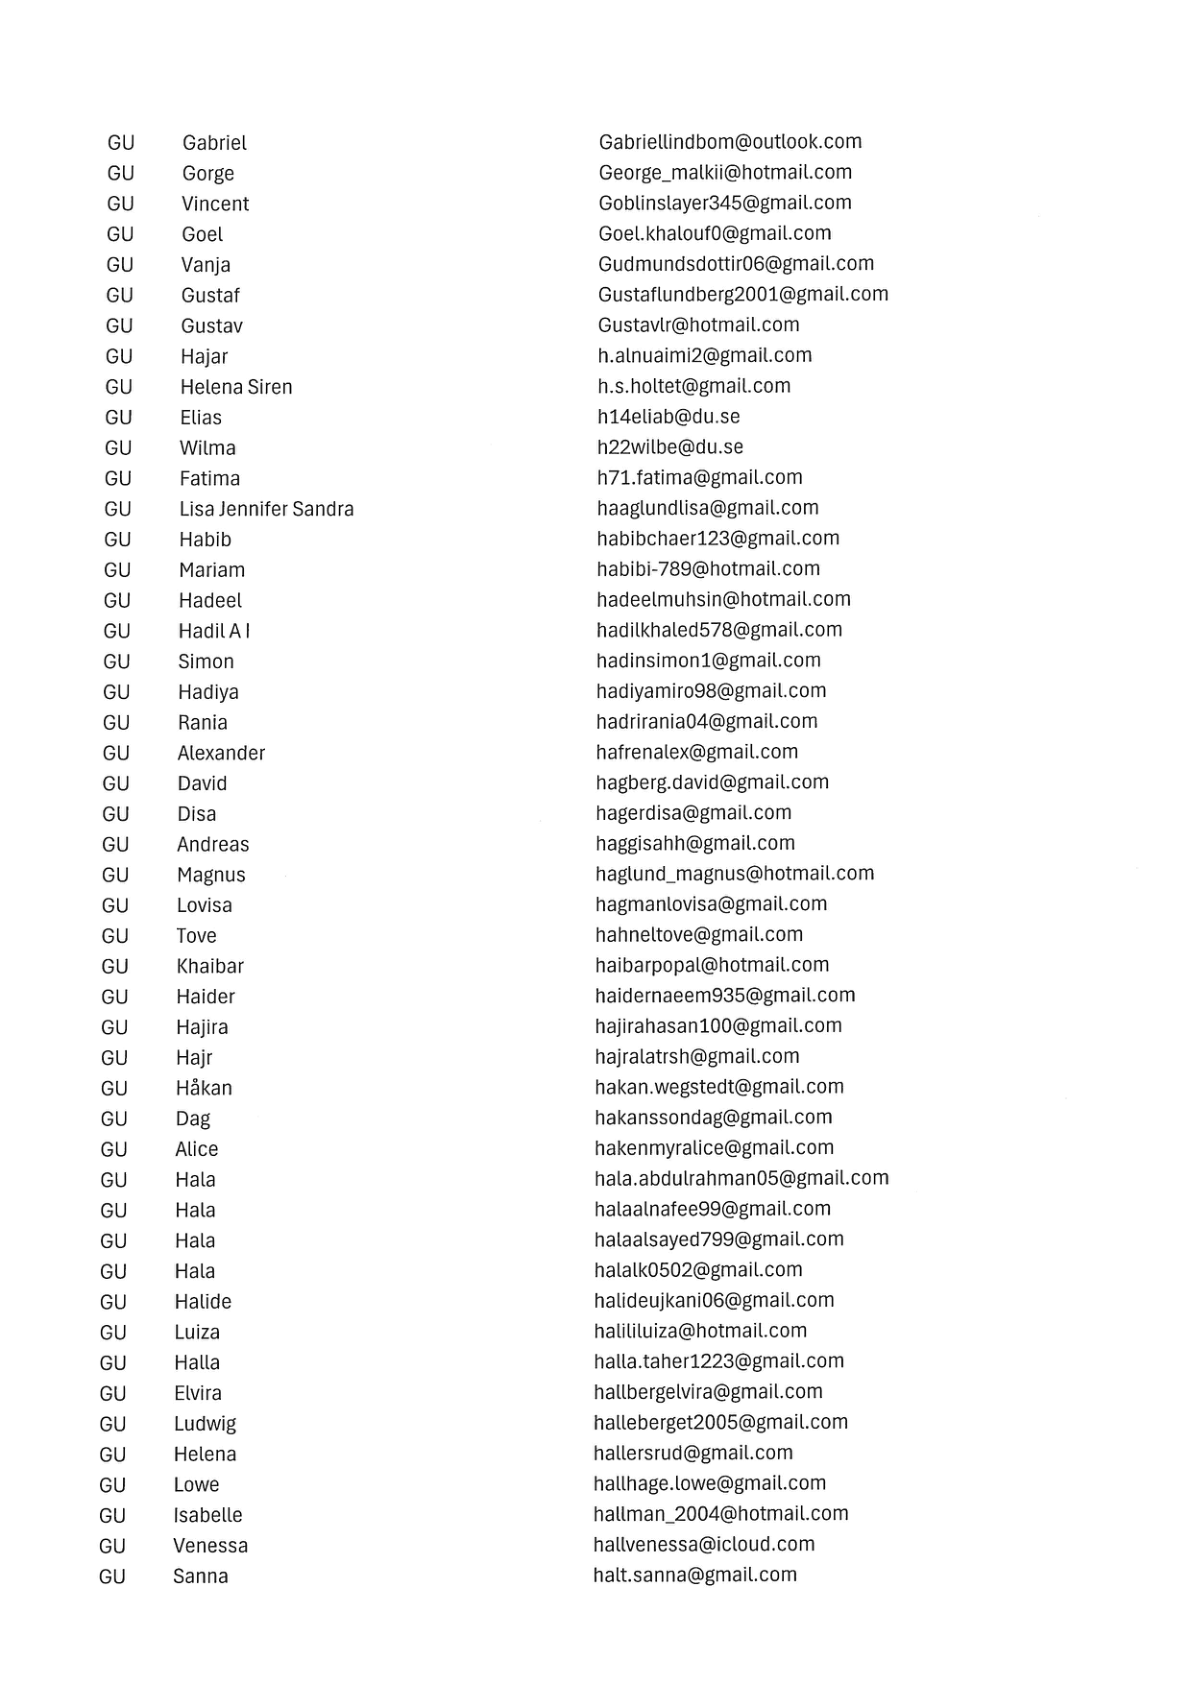 GU Gabriel Gabriellindbom@outlook.com
GU Gorge George_malkii@hotmail.com
GU Vincent Goblinslayer345@gmail.com
GU Goel Goel.khalouf0@gmail.com
GU Vanja Gudmundsdottir06@gmail.com
GU Gustaf Gustaflundberg2001@gmail.com
GU Gustav Gustavlr@hotmail.com
GU Hajar h.alnuaimi2@gmail.com
GU Helena Siren h.s.holtet@gmail.com
GU Elias h14eliab@du.se
GU Wilma h22wilbe@du.se
GU Fatima h71.fatima@gmail.com
GU Lisa Jennifer Sandra haaglundlisa@gmail.com
GU Habib habibchaer123@gmail.com
GU Mariam habibi-789@hotmail.com
GU Hadeel hadeelmuhsin@hotmail.com
GU Hadil A I hadilkhaled578@gmail.com
GU Simon hadinsimon1@gmail.com
GU Hadiya hadiyamiro98@gmail.com
GU Rania hadrirania04@gmail.com
GU Alexander hafrenalex@gmail.com
GU David hagberg.david@gmail.com
GU Disa hagerdisa@gmail.com
GU Andreas haggisahh@gmail.com
GU Magnus haglund_magnus@hotmail.com
GU Lovisa hagmanlovisa@gmail.com
GU Tove hahneltove@gmail.com
GU Khaibar haibarpopal@hotmail.com
GU Haider haidernaeem935@gmail.com
GU Hajira hajirahasan100@gmail.com
GU Hajr hajralatrsh@gmail.com
GU Håkan hakan.wegstedt@gmail.com
GU Dag hakanssondag@gmail.com
GU Alice hakenmyralice@gmail.com
GU Hala hala.abdulrahman05@gmail.com
GU Hala halaalnafee99@gmail.com
GU Hala halaalsayed799@gmail.com
GU Hala halalk0502@gmail.com
GU Halide halideujkani06@gmail.com
GU Luiza halililuiza@hotmail.com
GU Halla halla.taher1223@gmail.com
GU Elvira hallbergelvira@gmail.com
GU Ludwig halleberget2005@gmail.com
GU Helena hallersrud@gmail.com
GU Lowe hallhage.lowe@gmail.com
GU Isabelle hallman_2004@hotmail.com
GU Venessa hallvenessa@icloud.com
GU Sanna halt.sanna@gmail.com